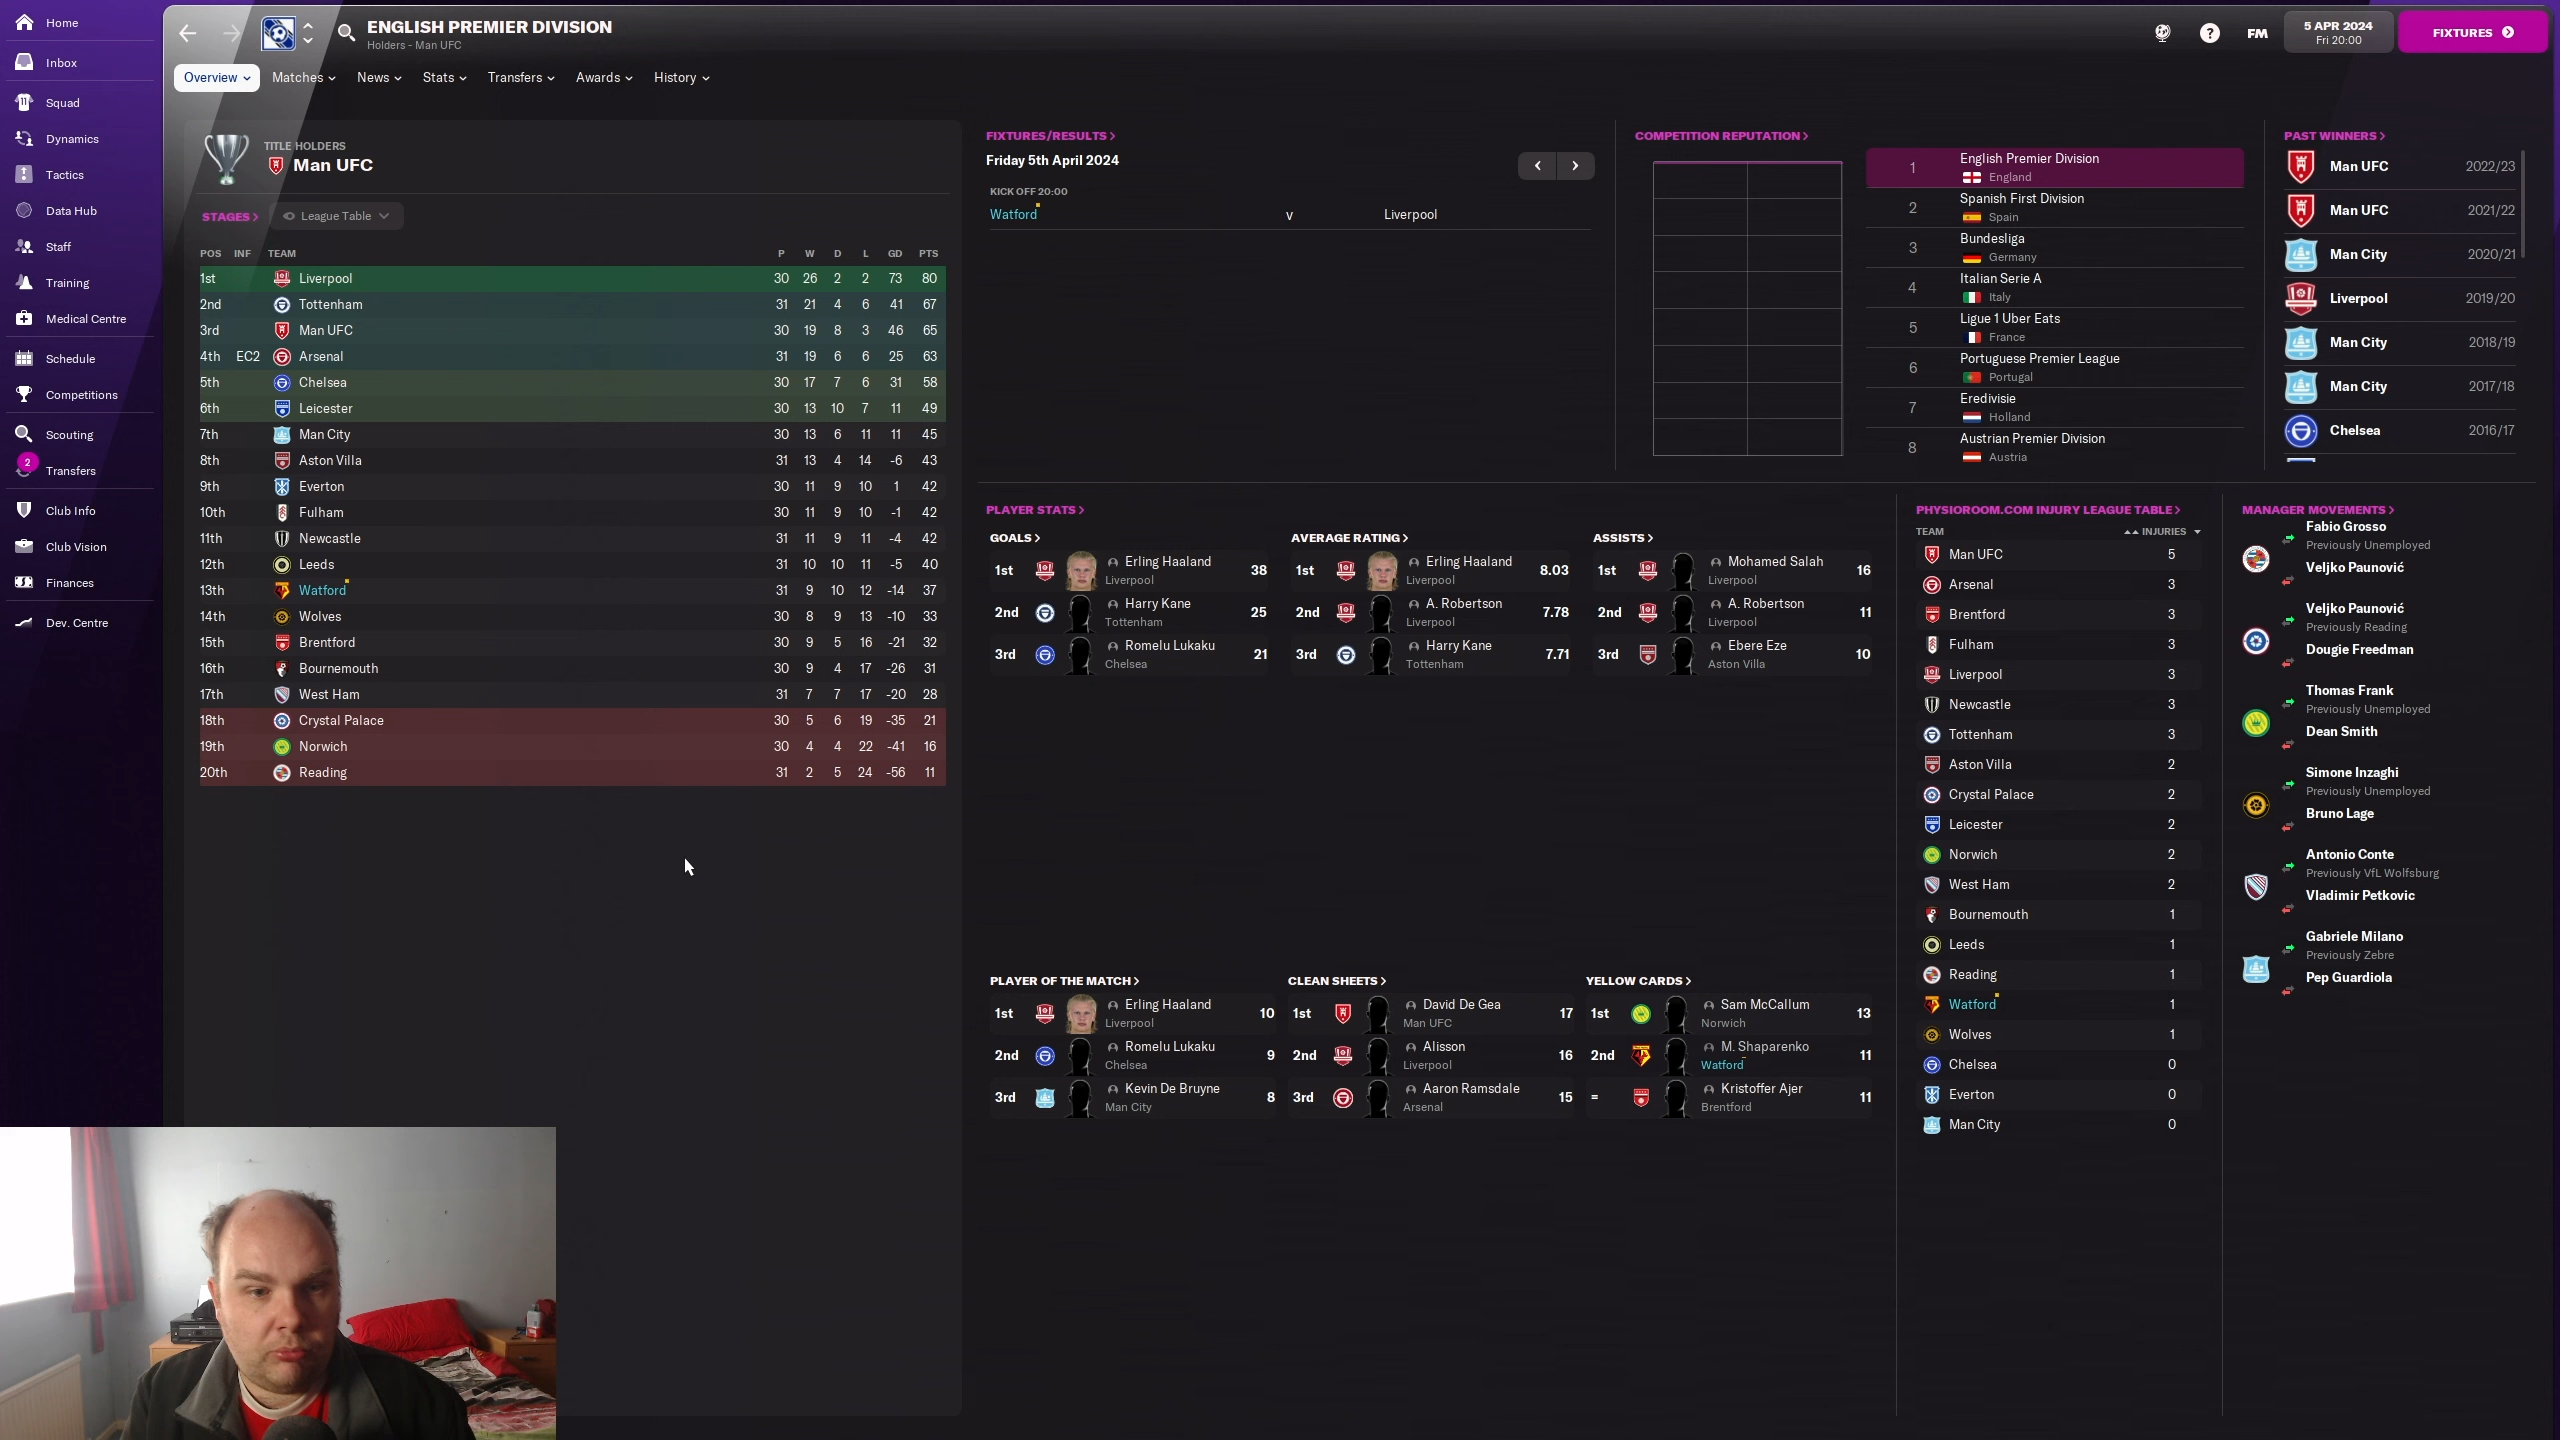 Home
Inbox
Squad
Dynamics
Tactics
Data Hub
Staff
Training
Medical Centre
Schedule
Competitions
Scouting
2
Transfers
Club Info
Club Vision
Finances
Dev. Centre
ENGLISH PREMIER DIVISION
Holders - Man UFC
FM
5 APR 2024
Fri 20:00
FIXTURES
Overview Matches News Stats Transfers Awards History
TITLE HOLDERS
Man UFC
STAGES League Table
POS INF TEAM P W D L GD PTS
1st Liverpool 30 26 2 2 73 80
2nd Tottenham 31 21 4 6 41 67
3rd Man UFC 30 19 8 3 46 65
4th EC2 Arsenal 31 19 6 6 25 63
5th Chelsea 30 17 7 6 31 58
6th Leicester 30 13 10 7 11 49
7th Man City 30 13 6 11 11 45
8th Aston Villa 31 13 4 14 -6 43
9th Everton 30 11 9 10 1 42
10th Fulham 30 11 9 10 -1 42
11th Newcastle 31 11 9 11 -4 42
12th Leeds 31 10 10 11 -5 40
13th Watford 31 9 10 12 -14 37
14th Wolves 30 8 9 13 -10 33
15th Brentford 30 9 5 16 -21 32
16th Bournemouth 30 9 4 17 -26 31
17th West Ham 31 7 7 17 -20 28
18th Crystal Palace 30 5 6 19 -35 21
19th Norwich 30 4 4 22 -41 16
20th Reading 31 2 5 24 -56 11
FIXTURES/RESULTS
Friday 5th April 2024
KICK OFF 20:00
Watford v Liverpool
COMPETITION REPUTATION
1 English Premier Division
England
2 Spanish First Division
Spain
3 Bundesliga
Germany
4 Italian Serie A
Italy
5 Ligue 1 Uber Eats
France
6 Portuguese Premier League
Portugal
7 Eredivisie
Holland
8 Austrian Premier Division
Austria
PAST WINNERS
Man UFC 2022/23
Man UFC 2021/22
Man City 2020/21
Liverpool 2019/20
Man City 2018/19
Man City 2017/18
Chelsea 2016/17
PLAYER STATS
GOALS
1st Erling Haaland 38
Liverpool
2nd Harry Kane 25
Tottenham
3rd Romelu Lukaku 21
Chelsea
AVERAGE RATING
1st Erling Haaland 8.03
Liverpool
2nd A. Robertson 7.78
Liverpool
3rd Harry Kane 7.71
Tottenham
ASSISTS
1st Mohamed Salah 16
Liverpool
2nd A. Robertson 11
Liverpool
3rd Ebere Eze 10
Aston Villa
PLAYER OF THE MATCH
1st Erling Haaland 10
Liverpool
2nd Romelu Lukaku 9
Chelsea
3rd Kevin De Bruyne 8
Man City
CLEAN SHEETS
1st David De Gea 17
Man UFC
2nd Alisson 16
Liverpool
3rd Aaron Ramsdale 15
Arsenal
YELLOW CARDS
1st Sam McCallum 13
Norwich
2nd M. Shaparenko 11
Watford
= Kristoffer Ajer 11
Brentford
PHYSIOROOM.COM INJURY LEAGUE TABLE
TEAM INJURIES
Man UFC 5
Arsenal 3
Brentford 3
Fulham 3
Liverpool 3
Newcastle 3
Tottenham 3
Aston Villa 2
Crystal Palace 2
Leicester 2
Norwich 2
West Ham 2
Bournemouth 1
Leeds 1
Reading 1
Watford 1
Wolves 1
Chelsea 0
Everton 0
Man City 0
MANAGER MOVEMENTS
Fabio Grosso
Previously Unemployed
Veljko Paunović
Veljko Paunović
Previously Reading
Dougie Freedman
Thomas Frank
Previously Unemployed
Dean Smith
Simone Inzaghi
Previously Unemployed
Bruno Lage
Antonio Conte
Previously VfL Wolfsburg
Vladimir Petkovic
Gabriele Milano
Previously Zebre
Pep Guardiola